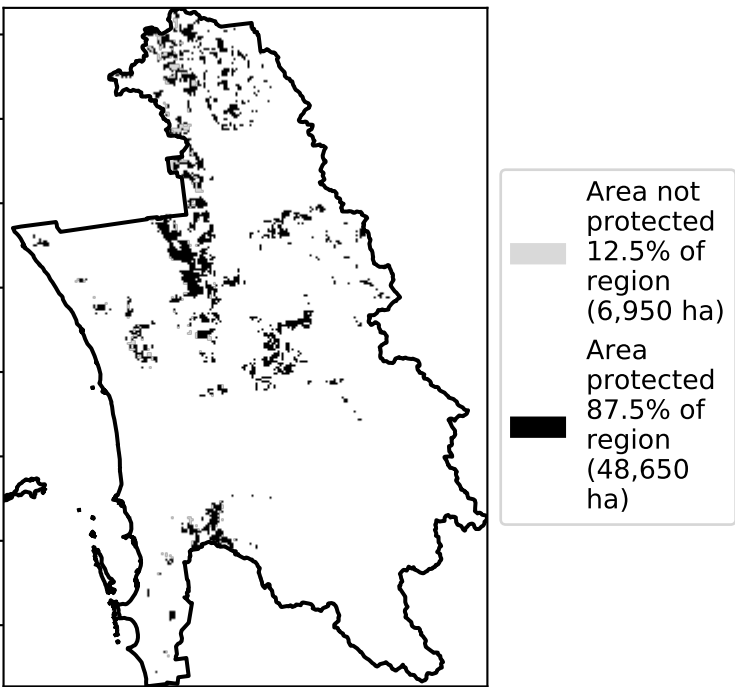 Area not
protected
12.5% of
region
(6,950 ha)
Area
protected
87.5% of
region
(48,650
ha)